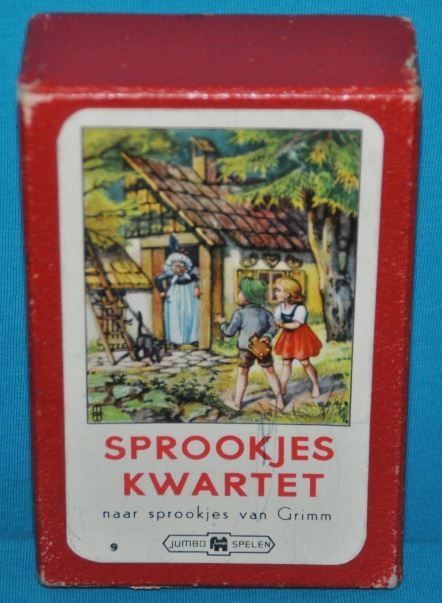 SPROOKJES
KWARTET
naar sprookjes van Grimm
9
JUMBO SPELEN